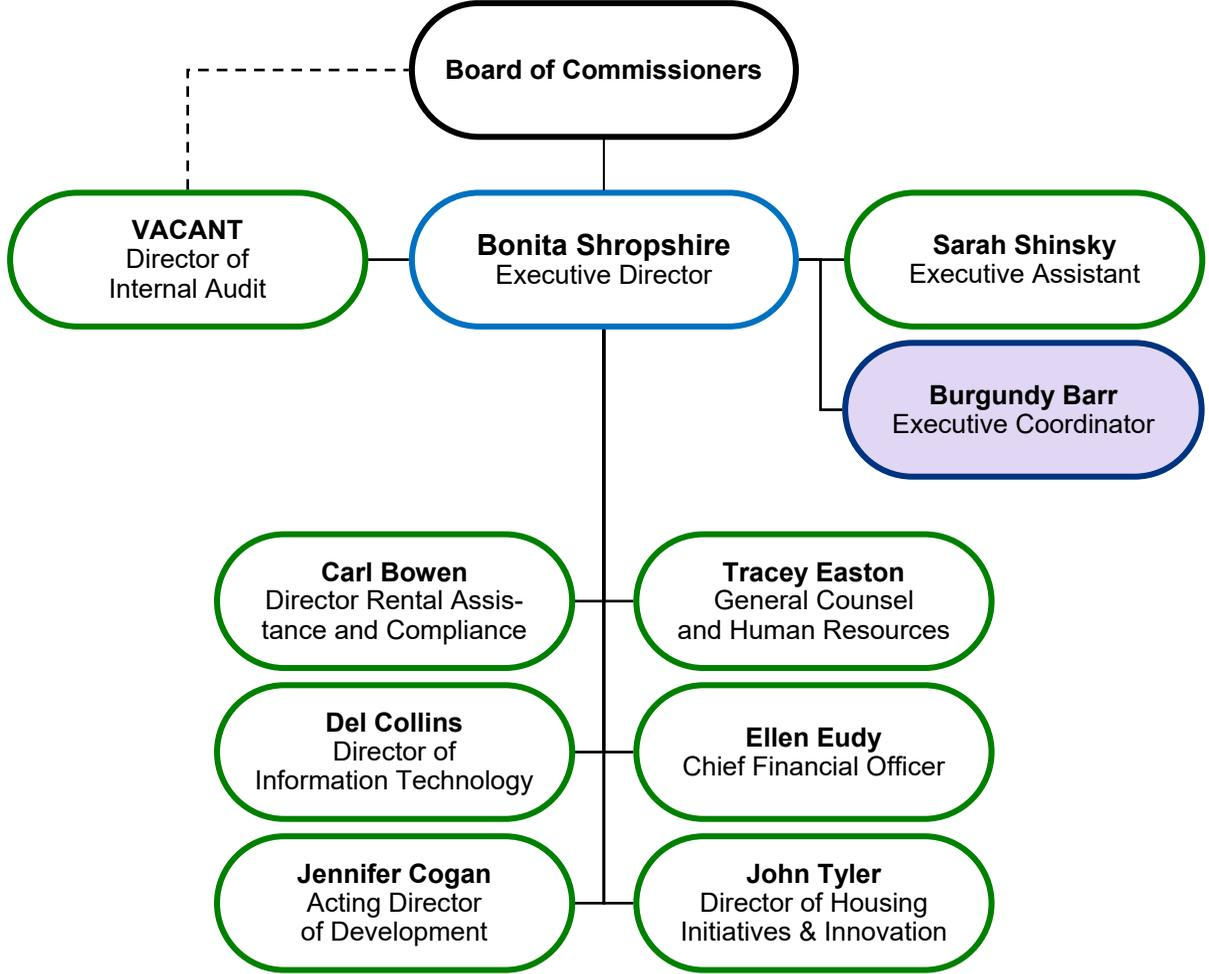 Board of Commissioners
VACANT
Director of
Internal Audit
Bonita Shropshire
Executive Director
Sarah Shinsky
Executive Assistant
Burgundy Barr
Executive Coordinator
Carl Bowen
Director Rental Assis-
tance and Compliance
Tracey Easton
General Counsel
and Human Resources
Del Collins
Director of
Information Technology
Ellen Eudy
Chief Financial Officer
Jennifer Cogan
Acting Director
of Development
John Tyler
Director of Housing
Initiatives & Innovation